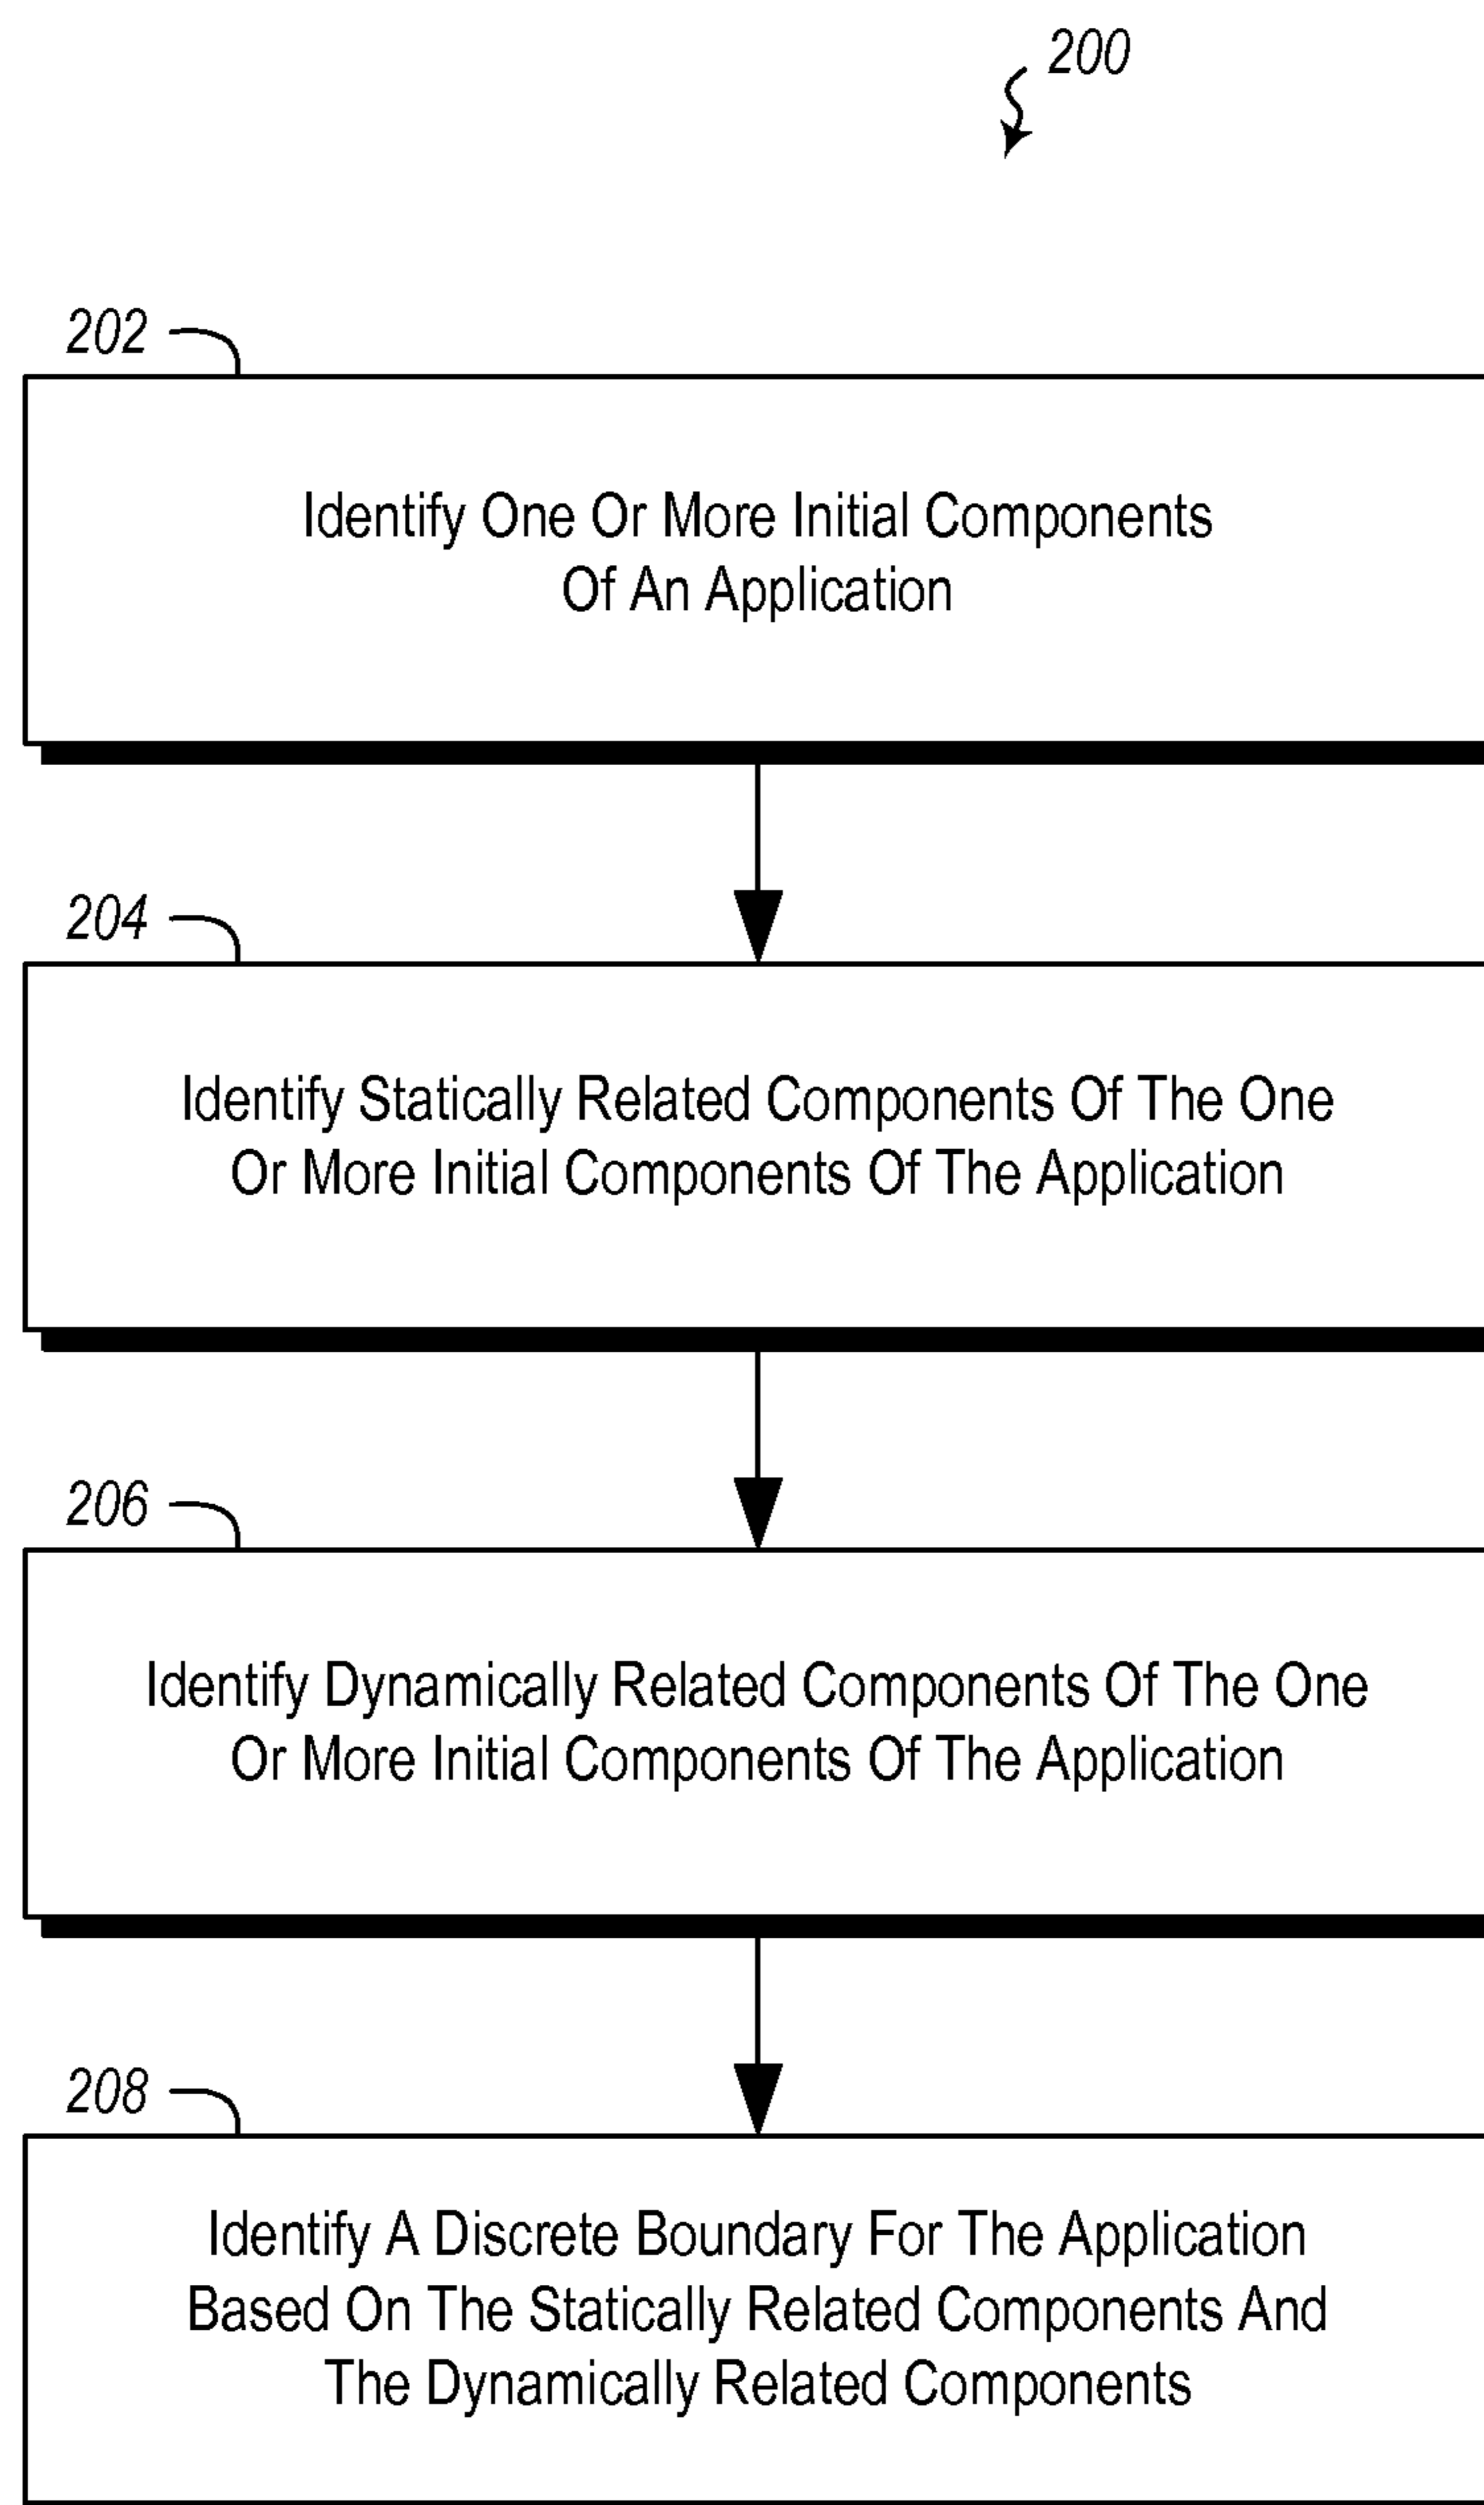 200
202
Identify One Or More Initial Components
Of An Application
204
Identify Statically Related Components Of The One
Or More Initial Components Of The Application
206
Identify Dynamically Related Components Of The One
Or More Initial Components Of The Application
208
Identify A Discrete Boundary For The Application
Based On The Statically Related Components And
The Dynamically Related Components